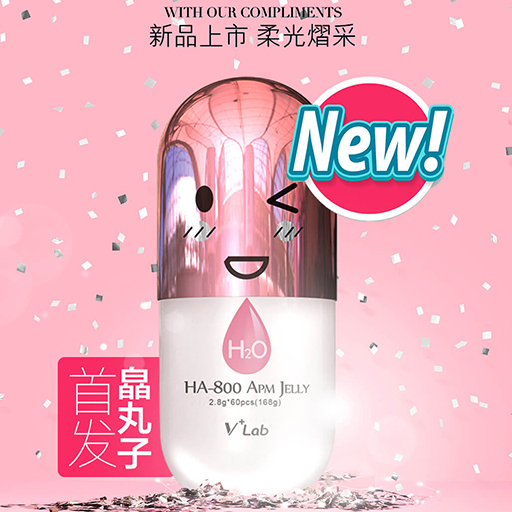 WITH OUR COMPLIMENTS
新品上市 柔光熠采
New!
H₂O
HA-800 APM JELLY
2.8g*60pcs(168g)
V⁺Lab
首发
皛丸子